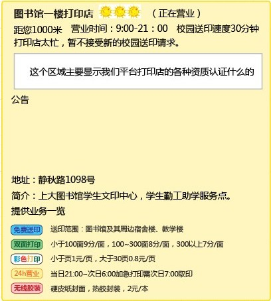 图书馆一楼打印店 （正在营业）
距您1000米 营业时间：9:00-21：00 校园送印速度30分钟
打印店太忙，暂不接受新的校园送印请求。
这个区域主要显示我们平台打印店的各种资质认证什么的
公告
地址：静秋路1098号
简介：上大图书馆学生文印中心，学生勤工助学服务点。
提供业务一览
免费送印 送印范围：图书馆及其周边宿舍楼、教学楼
双面打印 小于100面9分/面，100~300面8分/面，300以上7分/面
彩色打印 小于页1元/页，大于30页0.8元/页
24h营业 当日21:00~次日6:00加急打印需次日7:00取印
无线胶装 硬皮纸封面，热胶封装，2元/本